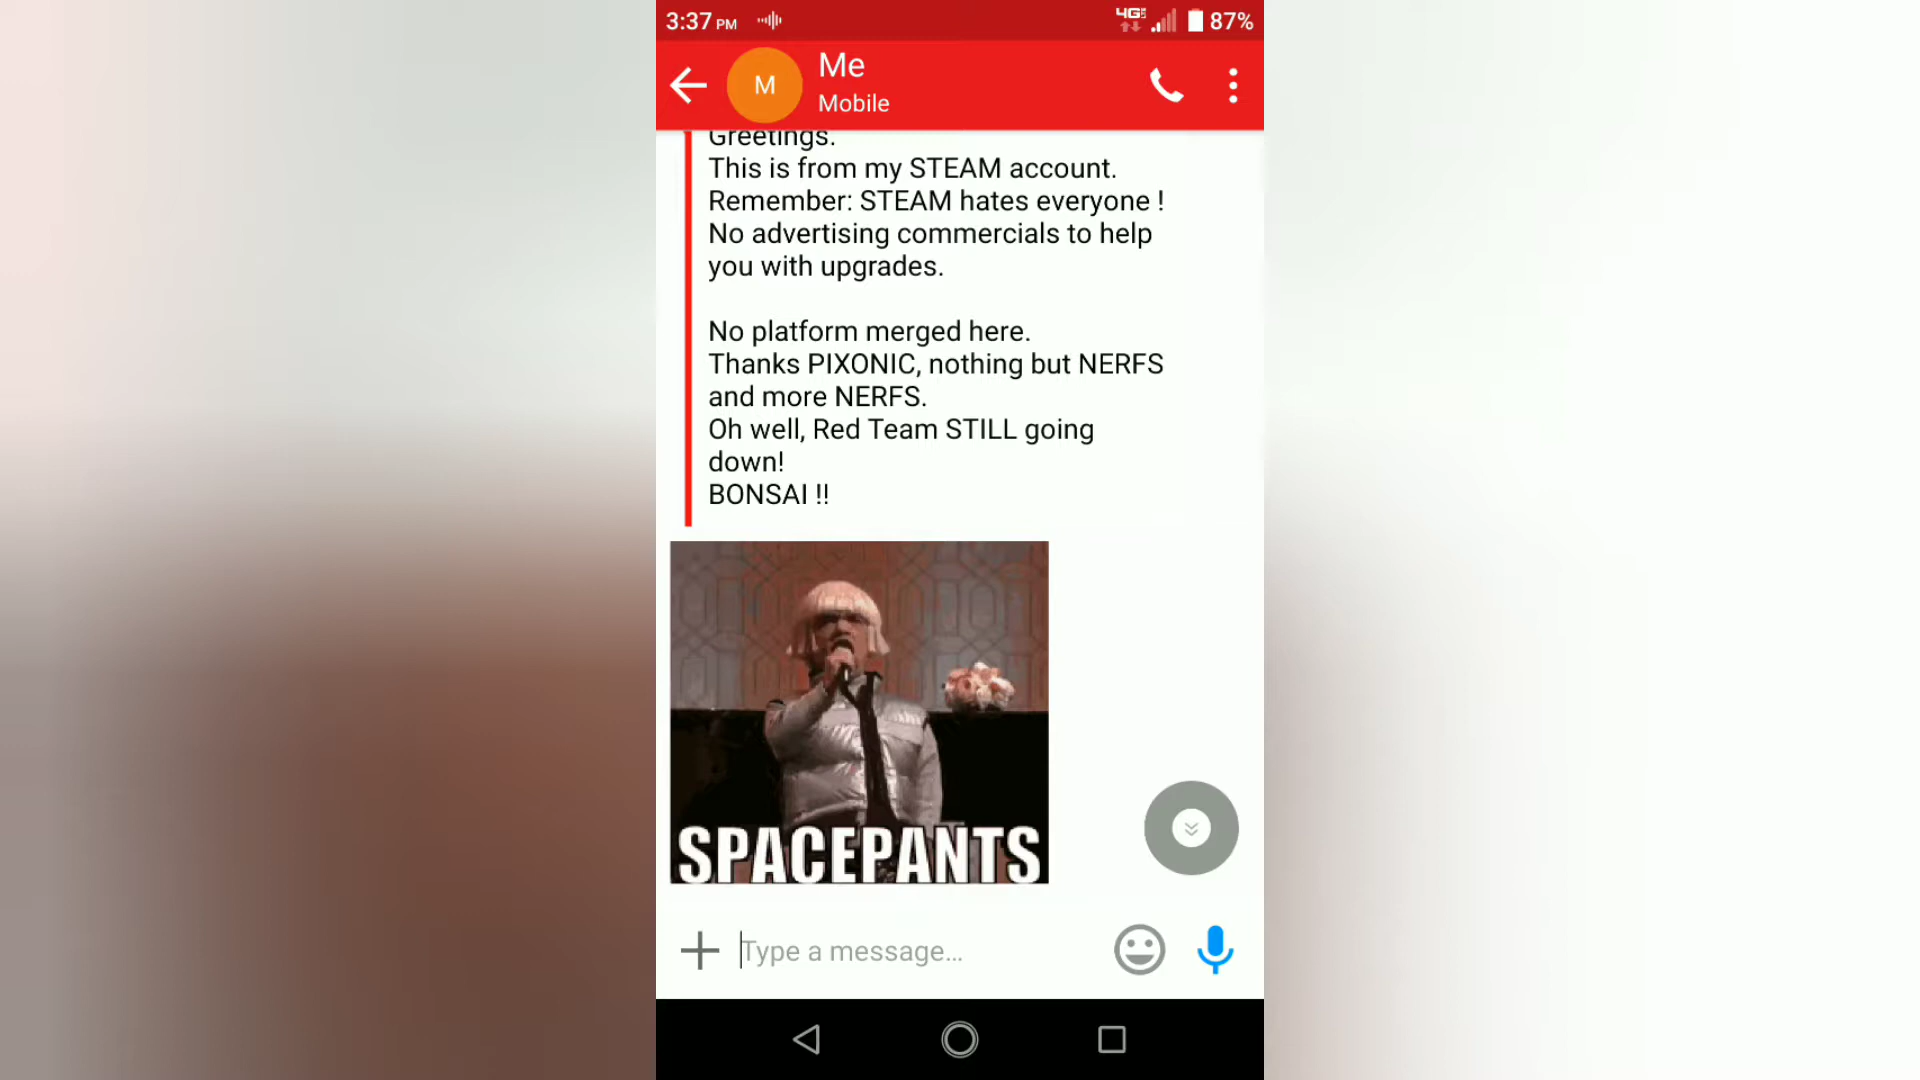 3:37 PM
4G
87%
M
Me
Mobile
Greetings.
This is from my STEAM account.
Remember: STEAM hates everyone !
No advertising commercials to help
you with upgrades.
No platform merged here.
Thanks PIXONIC, nothing but NERFS
and more NERFS.
Oh well, Red Team STILL going
down!
BONSAI !!
SPACEPANTS
Type a message...